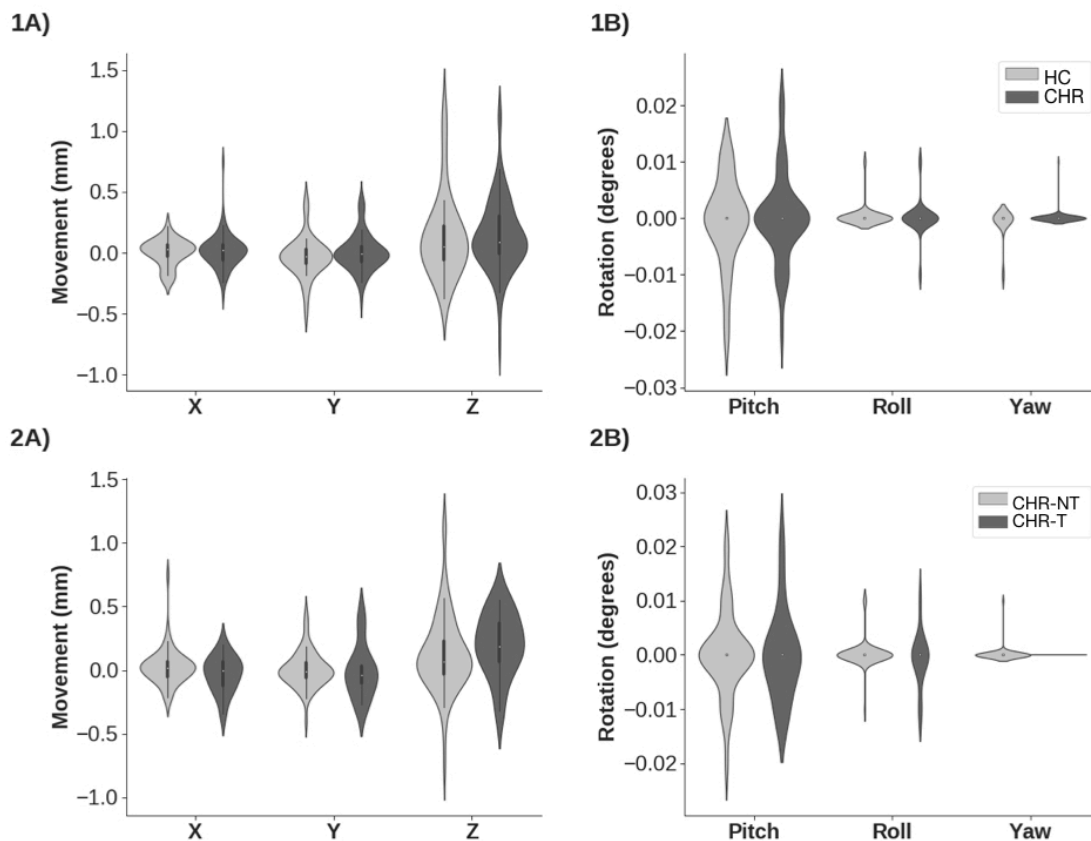 1A)
1B)
Movement (mm)
1.5
1.0
0.5
0.0
−0.5
−1.0
X Y Z
Rotation (degrees)
0.02
0.01
0.00
−0.01
−0.02
−0.03
HC
CHR
Pitch Roll Yaw
2A)
2B)
Movement (mm)
1.5
1.0
0.5
0.0
−0.5
−1.0
X Y Z
Rotation (degrees)
0.03
0.02
0.01
0.00
−0.01
−0.02
CHR-NT
CHR-T
Pitch Roll Yaw